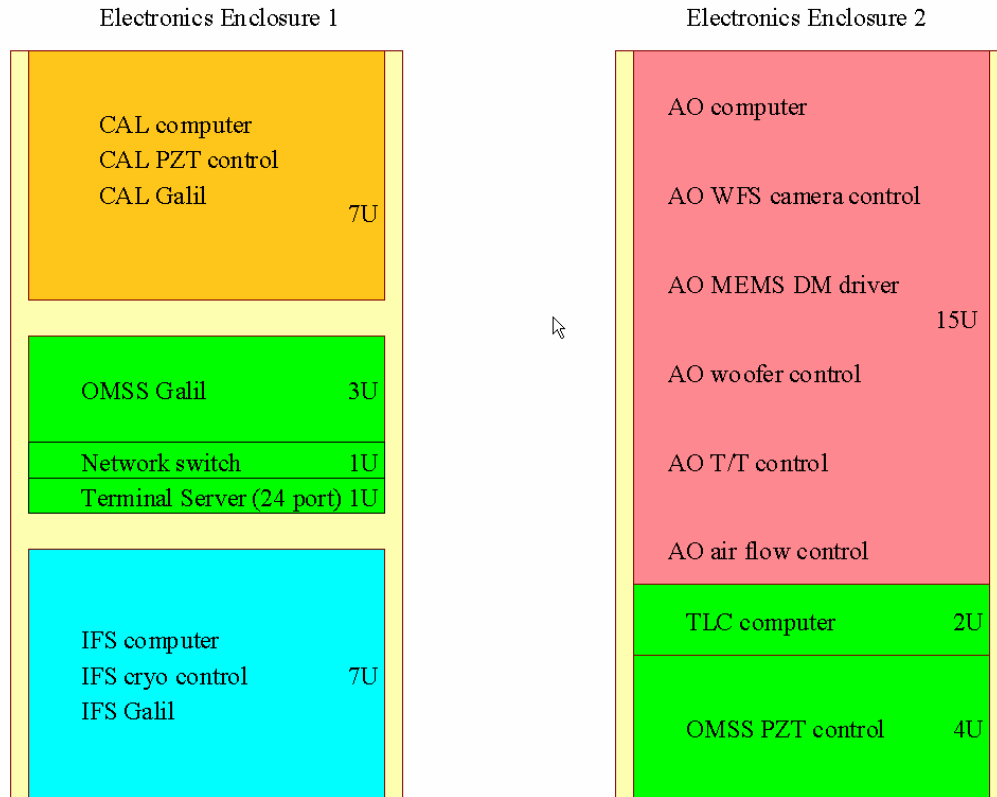 Electronics Enclosure 1
CAL computer
CAL PZT control
CAL Galil
7U
OMSS Galil 3U
Network switch 1U
Terminal Server (24 port) 1U
IFS computer
IFS cryo control 7U
IFS Galil
Electronics Enclosure 2
AO computer
AO WFS camera control
AO MEMS DM driver
15U
AO woofer control
AO T/T control
AO air flow control
TLC computer 2U
OMSS PZT control 4U